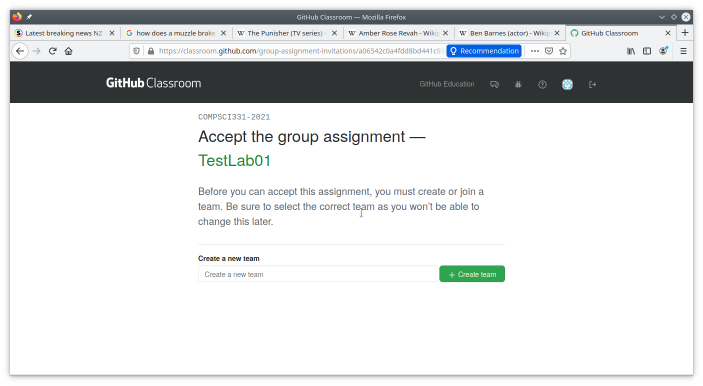 GitHub Classroom — Mozilla Firefox
Latest breaking news NZ
how does a muzzle brake
The Punisher (TV series)
Amber Rose Revah - Wikip
Ben Barnes (actor) - Wikip
GitHub Classroom
https://classroom.github.com/group-assignment-invitations/a06542c0a4fdd8bd441c9
Recommendation
GitHub Classroom
GitHub Education
COMPSCI331-2021
Accept the group assignment —
TestLab01
Before you can accept this assignment, you must create or join a
team. Be sure to select the correct team as you won't be able to
change this later.
Create a new team
Create a new team
+ Create team